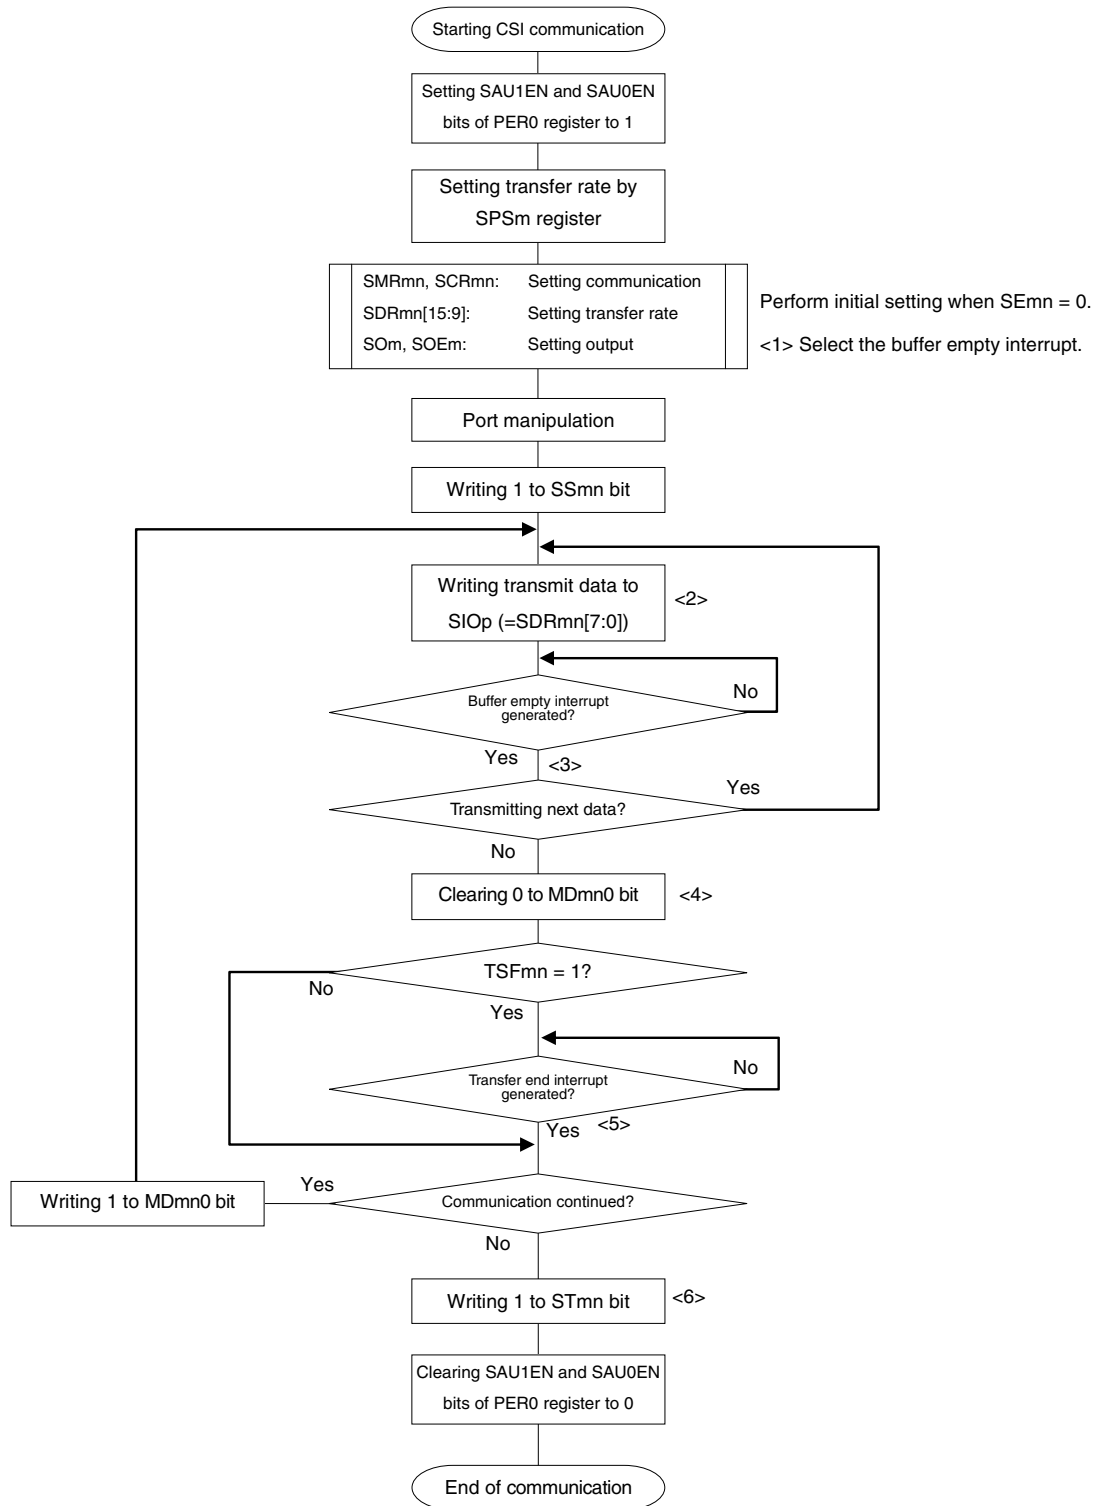 Starting CSI communication
Setting SAU1EN and SAU0EN
bits of PER0 register to 1
Setting transfer rate by
SPSm register
SMRmn, SCRmn: Setting communication
SDRmn[15:9]: Setting transfer rate
SOm, SOEm: Setting output
Perform initial setting when SEmn = 0.
<1> Select the buffer empty interrupt.
Port manipulation
Writing 1 to SSmn bit
Writing transmit data to
SIOp (=SDRmn[7:0])
<2>
Buffer empty interrupt
generated?
No
Yes
<3>
Transmitting next data?
Yes
No
Clearing 0 to MDmn0 bit
<4>
TSFmn = 1?
No
Yes
Transfer end interrupt
generated?
No
Yes
<5>
Communication continued?
Yes
Writing 1 to MDmn0 bit
No
Writing 1 to STmn bit
<6>
Clearing SAU1EN and SAU0EN
bits of PER0 register to 0
End of communication